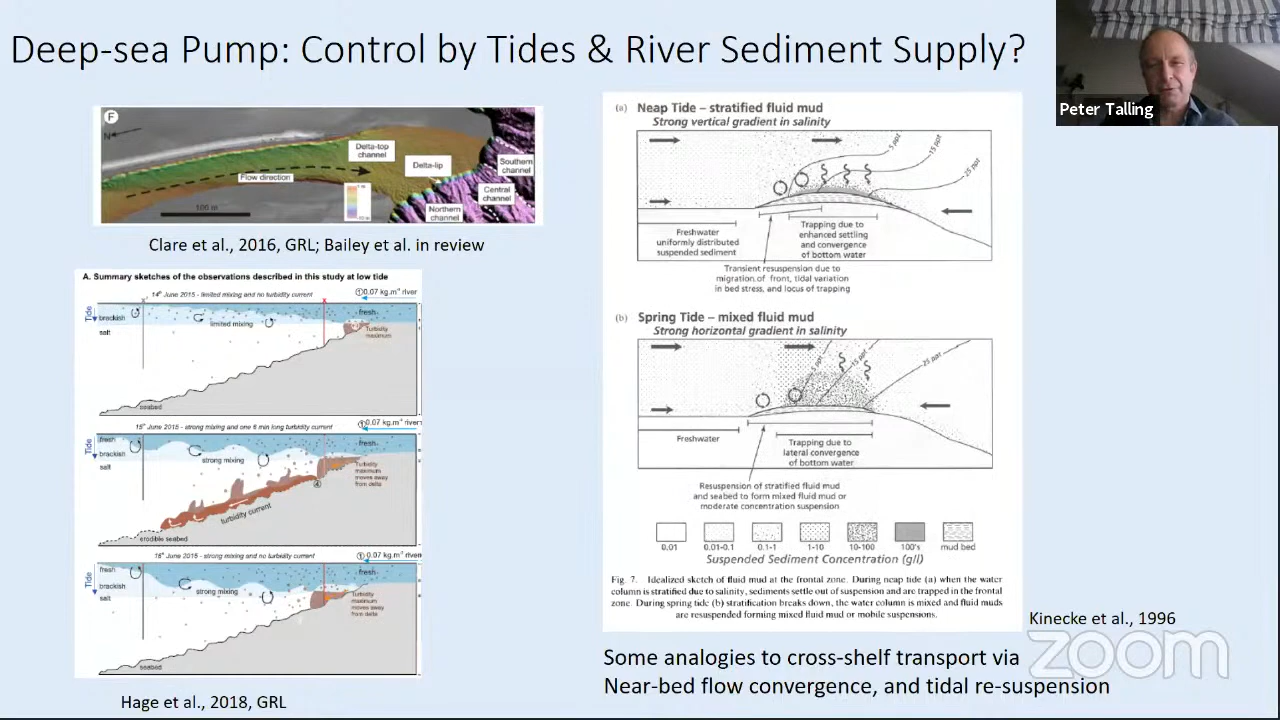 Deep-sea Pump: Control by Tides & River Sediment Supply?
Peter Talling
F
N
Delta-top
channel
Delta-lip
Southern
channel
Flow direction
Central
channel
Northern
channel
Clare et al., 2016, GRL; Bailey et al. in review
A. Summary sketches of the observations described in this study at low tide
14th June 2015 - limited mixing and no turbidity current
0.07 kg.m-3 river
Tide
brackish
salt
limited mixing
fresh
Turbidity
maximum
seabed
15th June 2015 - strong mixing and one 6 min long turbidity current
0.07 kg.m-3 river
Tide
fresh
brackish
salt
strong mixing
fresh
Turbidity
maximum
moves away
from delta
turbidity current
erodible seabed
16th June 2015 - strong mixing and no turbidity current
0.07 kg.m-3 river
Tide
fresh
brackish
salt
strong mixing
fresh
Turbidity
maximum
moves away
from delta
seabed
Hage et al., 2018, GRL
(a) Neap Tide – stratified fluid mud
Strong vertical gradient in salinity
5 ppt
15 ppt
25 ppt
Freshwater
uniformly distributed
suspended sediment
Trapping due to
enhanced settling
and convergence
of bottom water
Transient resuspension due to
migration of front, tidal variation
in bed stress, and locus of trapping
(b) Spring Tide – mixed fluid mud
Strong horizontal gradient in salinity
5 ppt
15 ppt
25 ppt
Freshwater
Trapping due to
lateral convergence
of bottom water
Resuspension of stratified fluid mud
and seabed to form mixed fluid mud or
moderate concentration suspension
0.01 0.01-0.1 0.1-1 1-10 10-100 100's mud bed
Suspended Sediment Concentration (g/l)
Fig. 7. Idealized sketch of fluid mud at the frontal zone. During neap tide (a) when the water
column is stratified due to salinity, sediments settle out of suspension and are trapped in the frontal
zone. During spring tide (b) stratification breaks down, the water column is mixed and fluid muds
are resuspended forming mixed fluid mud or mobile suspensions.
Kinecke et al., 1996
Some analogies to cross-shelf transport via
Near-bed flow convergence, and tidal re-suspension
zoom